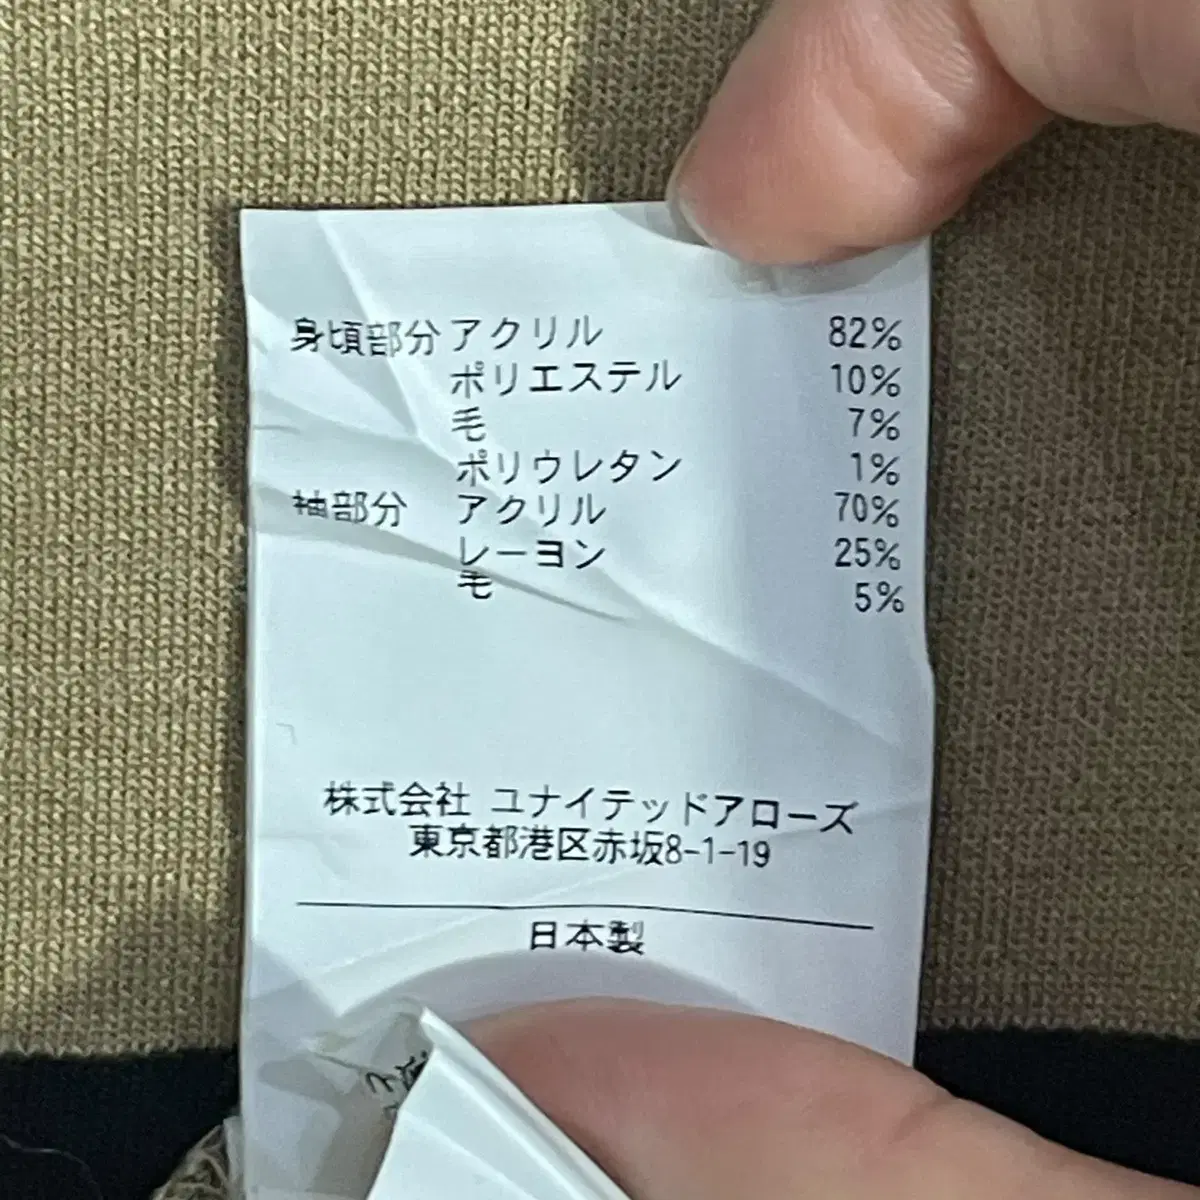 身頃部分 アクリル 82%
ポリエステル 10%
毛 7%
ポリウレタン 1%
袖部分 アクリル 70%
レーヨン 25%
毛 5%
株式会社 ユナイテッドアローズ
東京都港区赤坂8-1-19
日本製